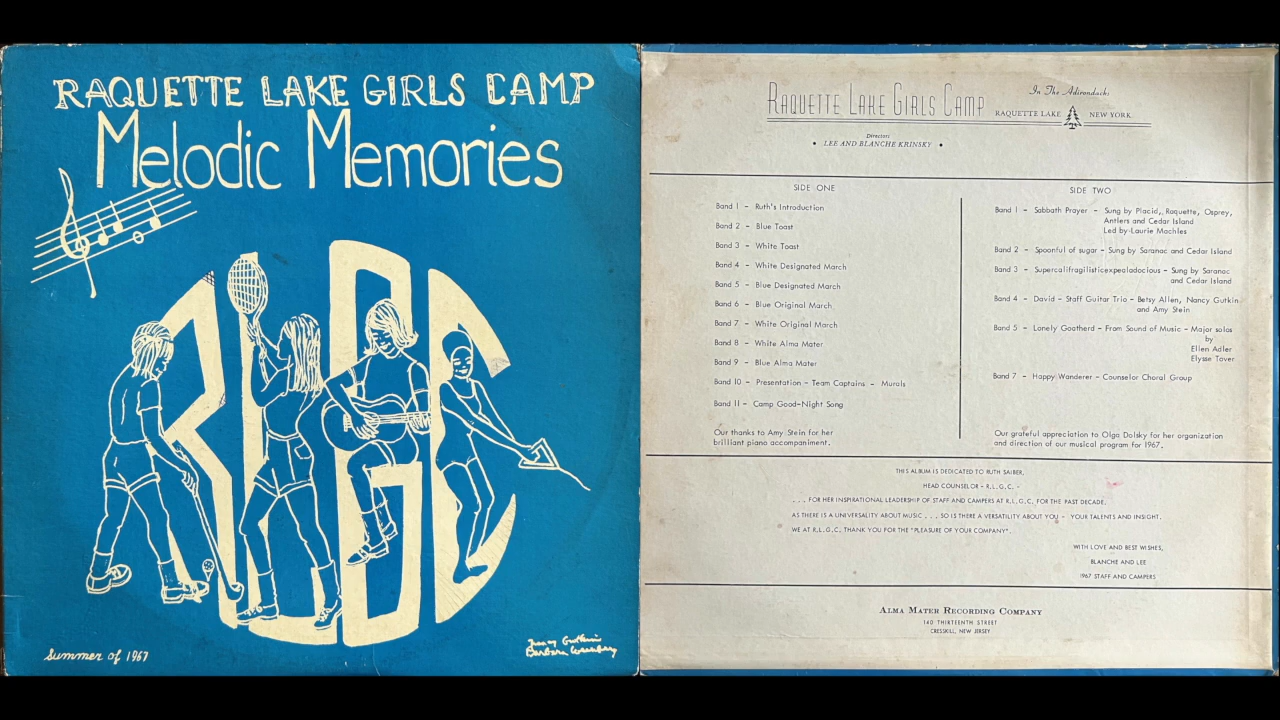 RAQUETTE LAKE GIRLS CAMP
Melodic Memories
RLGC
Summer of 1967
Nancy Gutkin
Barbara
RAQUETTE LAKE GIRLS CAMP
In The Adirondacks
RAQUETTE LAKE NEW YORK
Directors
• LEE AND BLANCHE KRINSKY •
SIDE ONE
Band 1 - Ruth's Introduction
Band 2 - Blue Toast
Band 3 - White Toast
Band 4 - White Designated March
Band 5 - Blue Designated March
Band 6 - Blue Original March
Band 7 - White Original March
Band 8 - White Alma Mater
Band 9 - Blue Alma Mater
Band 10 - Presentation - Team Captains - Murals
Band 11 - Camp Good-Night Song
Our thanks to Amy Stein for her
brilliant piano accompaniment.
SIDE TWO
Band 1 - Sabbath Prayer - Sung by Placid, Raquette, Osprey,
Antlers and Cedar Island
Led by Laurie Machles
Band 2 - Spoonful of sugar - Sung by Saranac and Cedar Island
Band 3 - Supercalifragilisticexpealadocious - Sung by Saranac
and Cedar Island
Band 4 - David - Staff Guitar Trio - Betsy Allen, Nancy Gutkin
and Amy Stein
Band 5 - Lonely Goatherd - From Sound of Music - Major solos
by
Ellen Adler
Elysse Tover
Band 7 - Happy Wanderer - Counselor Choral Group
Our grateful appreciation to Olga Dolsky for her organization
and direction of our musical program for 1967.
THIS ALBUM IS DEDICATED TO RUTH SAIBER,
HEAD COUNSELOR - R.L.G.C. -
. . . FOR HER INSPIRATIONAL LEADERSHIP OF STAFF AND CAMPERS AT R.L.G.C. FOR THE PAST DECADE.
AS THERE IS A UNIVERSALITY ABOUT MUSIC . . . SO IS THERE A VERSATILITY ABOUT YOU - YOUR TALENTS AND INSIGHT.
WE AT R.L.G.C. THANK YOU FOR THE "PLEASURE OF YOUR COMPANY".
WITH LOVE AND BEST WISHES,
BLANCHE AND LEE
1967 STAFF AND CAMPERS
ALMA MATER RECORDING COMPANY
140 THIRTEENTH STREET
CRESSKILL, NEW JERSEY